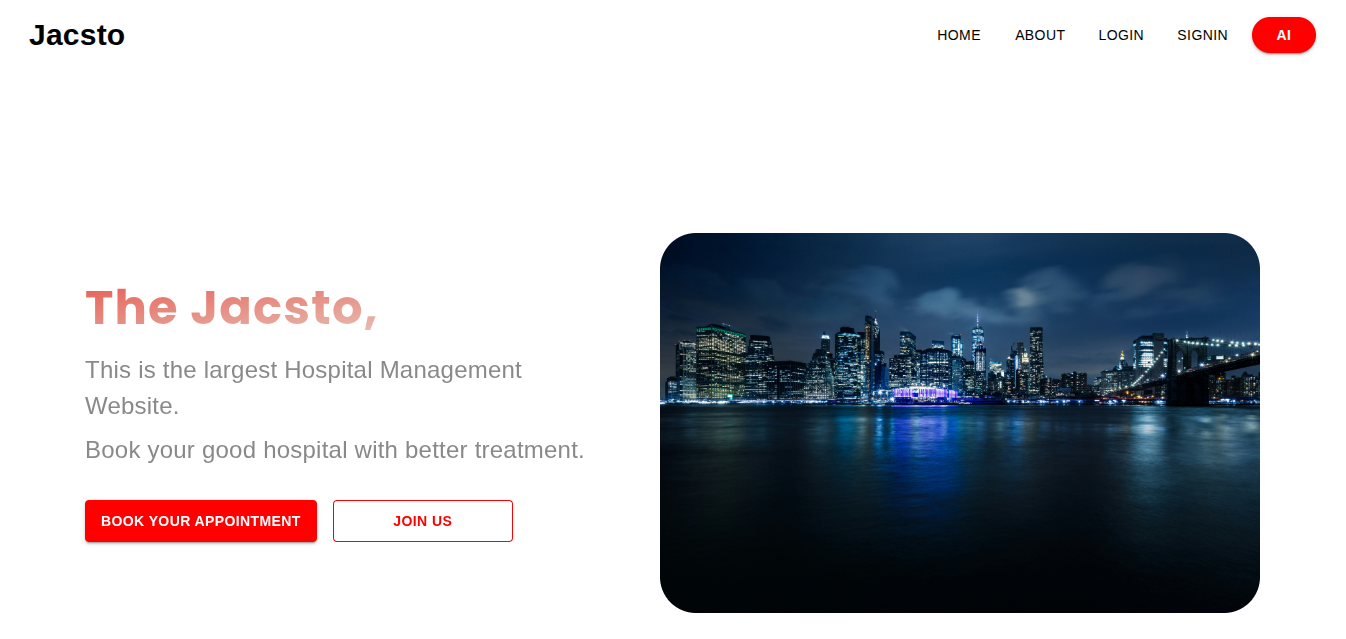 Jacsto
HOME ABOUT LOGIN SIGNIN AI
The Jacsto,
This is the largest Hospital Management
Website.
Book your good hospital with better treatment.
BOOK YOUR APPOINTMENT JOIN US